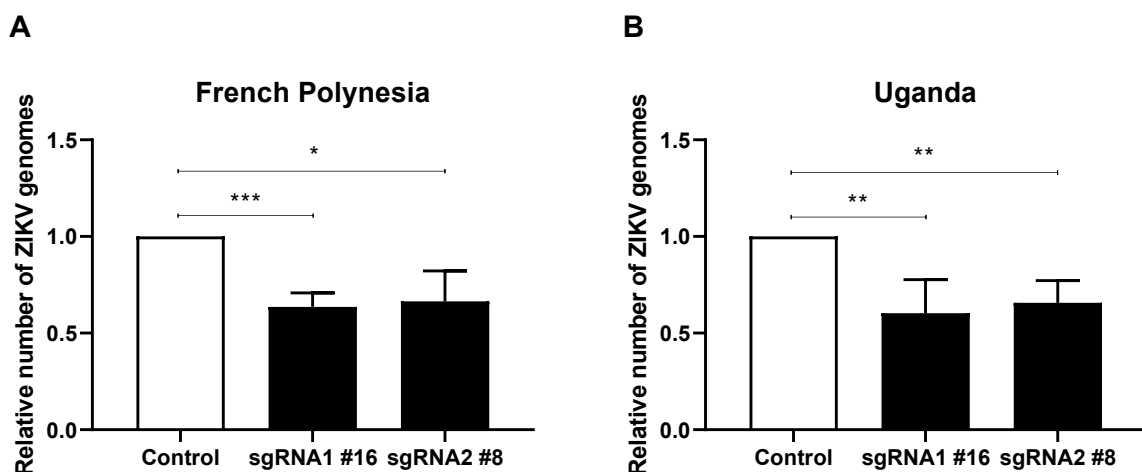 A
French Polynesia
Relative number of ZIKV genomes
1.5
1.0
0.5
0.0
*
***
Control
sgRNA1 #16
sgRNA2 #8
B
Uganda
Relative number of ZIKV genomes
1.5
1.0
0.5
0.0
**
**
Control
sgRNA1 #16
sgRNA2 #8